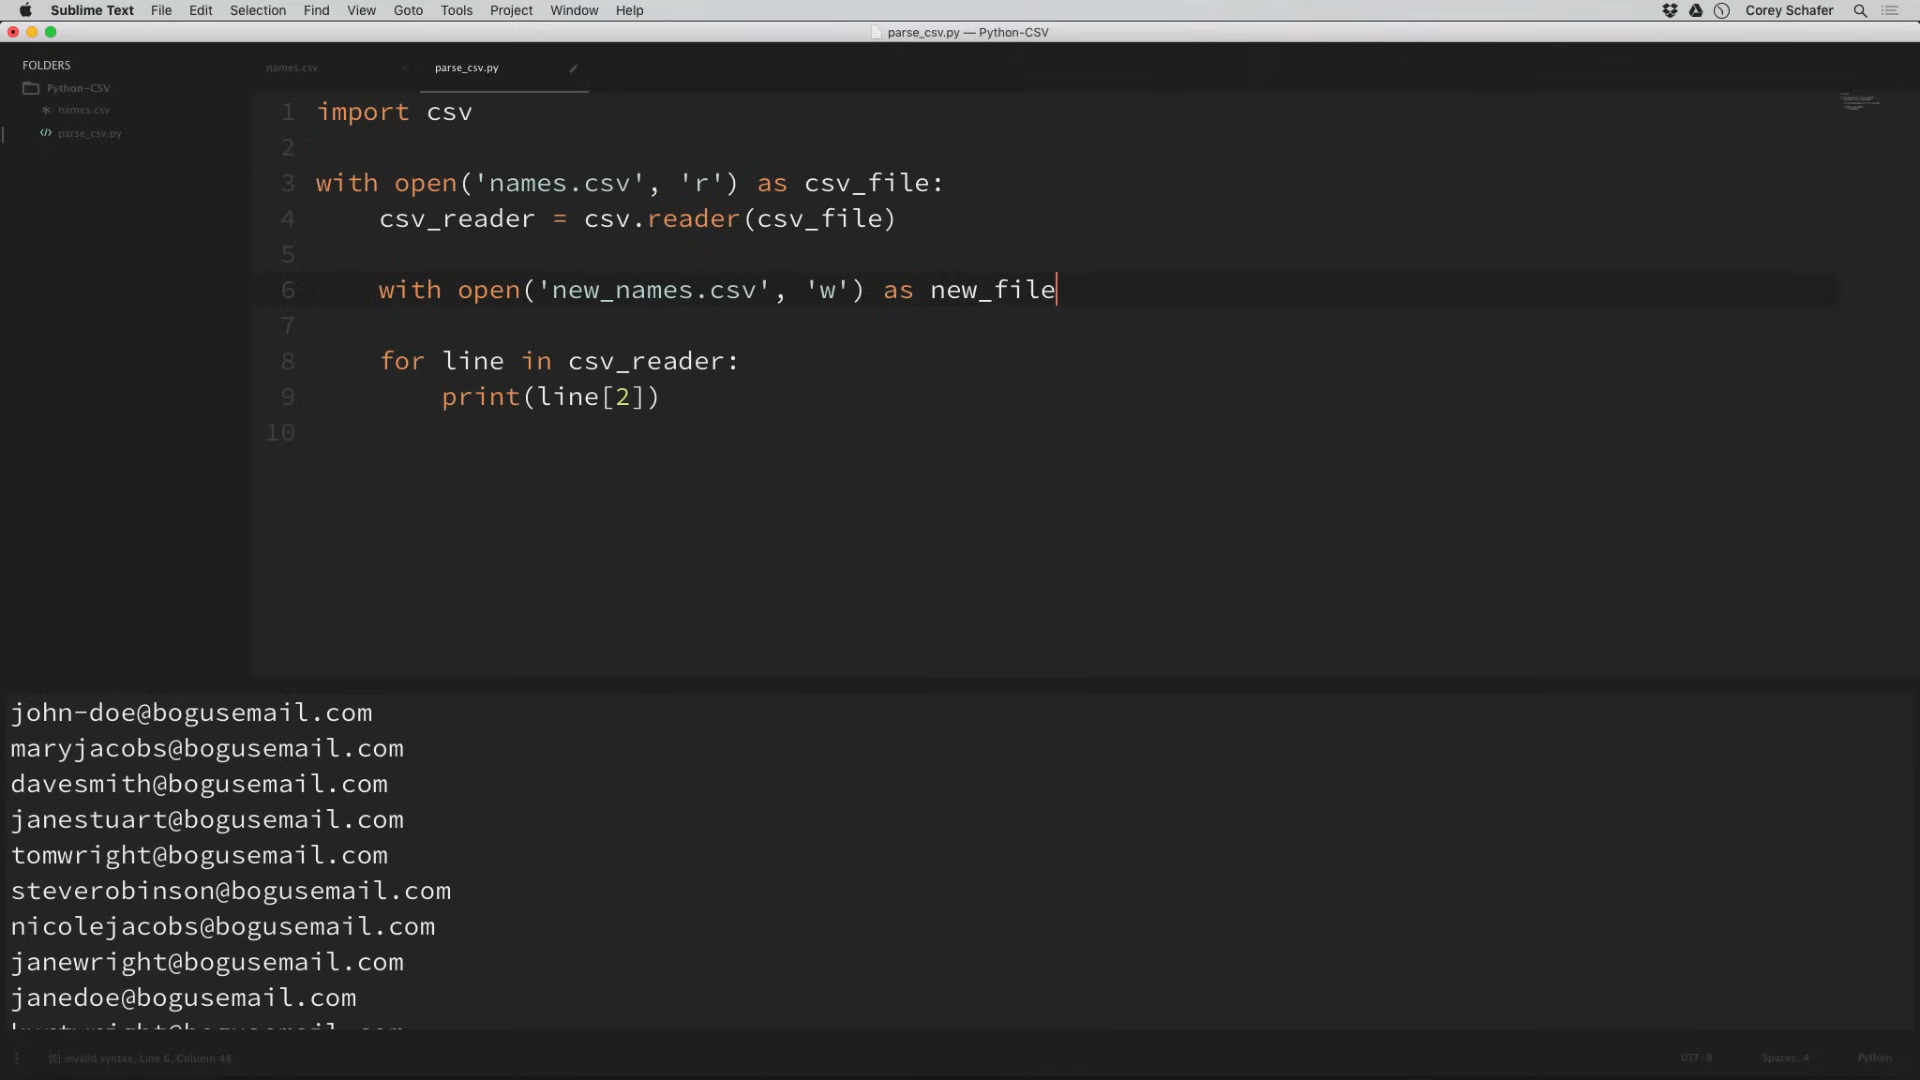 Sublime Text File Edit Selection Find View Goto Tools Project Window Help Corey Schafer
parse_csv.py — Python-CSV
FOLDERS
Python-CSV
names.csv
parse_csv.py
names.csv × parse_csv.py
1 import csv
2
3 with open('names.csv', 'r') as csv_file:
4 csv_reader = csv.reader(csv_file)
5
6 with open('new_names.csv', 'w') as new_file
7
8 for line in csv_reader:
9 print(line[2])
10
john-doe@bogusemail.com
maryjacobs@bogusemail.com
davesmith@bogusemail.com
janestuart@bogusemail.com
tomwright@bogusemail.com
steverobinson@bogusemail.com
nicolejacobs@bogusemail.com
janewright@bogusemail.com
janedoe@bogusemail.com
[E] invalid syntax, Line 6, Column 48 UTF-8 Spaces: 4 Python